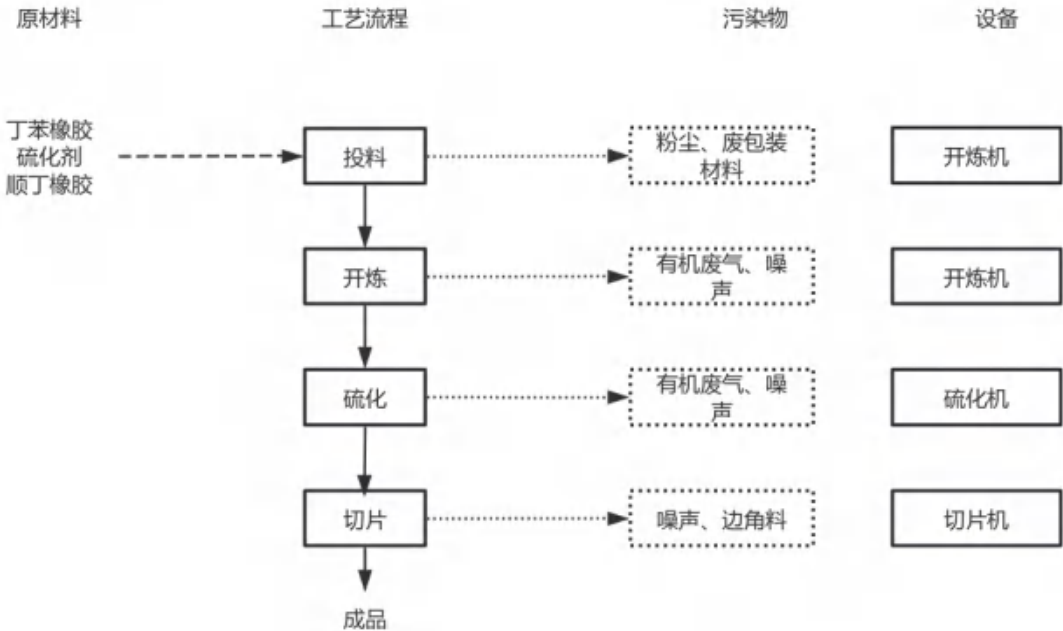 原材料 工艺流程 污染物 设备
丁苯橡胶
硫化剂
顺丁橡胶
投料
粉尘、废包装
材料
开炼机
开炼
有机废气、噪
声
开炼机
硫化
有机废气、噪
声
硫化机
切片
噪声、边角料
切片机
成品